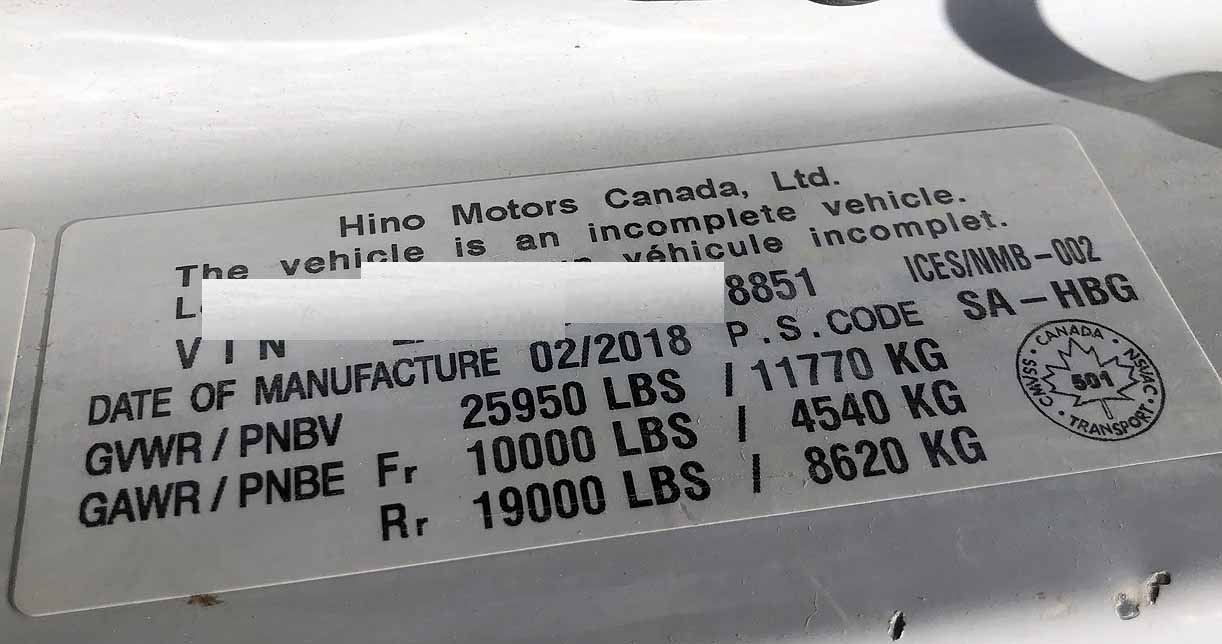 Hino Motors Canada, Ltd.
The vehicle is an incomplete vehicle.
véhicule incomplet.
VIN 8851 ICES/NMB-002
DATE OF MANUFACTURE 02/2018 P.S.CODE SA-HBG
GVWR / PNBV 25950 LBS / 11770 KG
GAWR / PNBE Fr 10000 LBS / 4540 KG
Rr 19000 LBS / 8620 KG
CMVSS · CANADA · NSVAC · TRANSPORT ·
501